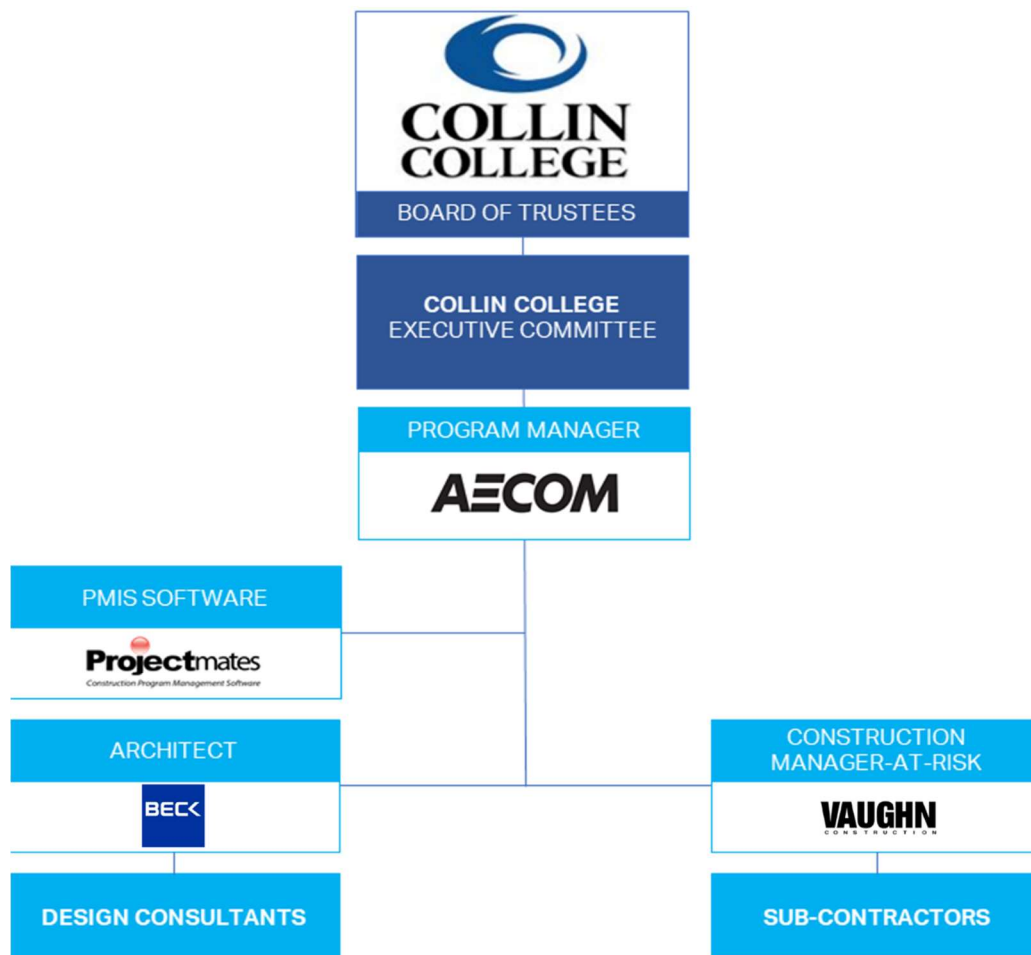 COLLIN
COLLEGE
BOARD OF TRUSTEES
COLLIN COLLEGE
EXECUTIVE COMMITTEE
PROGRAM MANAGER
AECOM
PMIS SOFTWARE
Projectmates
Construction Program Management Software
ARCHITECT
BECK
DESIGN CONSULTANTS
CONSTRUCTION
MANAGER-AT-RISK
VAUGHN
CONSTRUCTION
SUB-CONTRACTORS